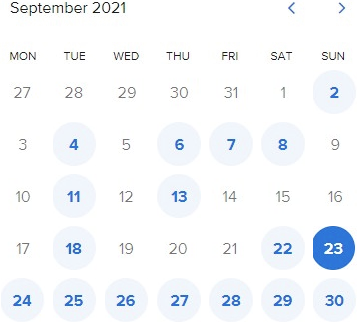 September 2021
MON TUE WED THU FRI SAT SUN
27 28 29 30 31 1 2
3 4 5 6 7 8 9
10 11 12 13 14 15 16
17 18 19 20 21 22 23
24 25 26 27 28 29 30